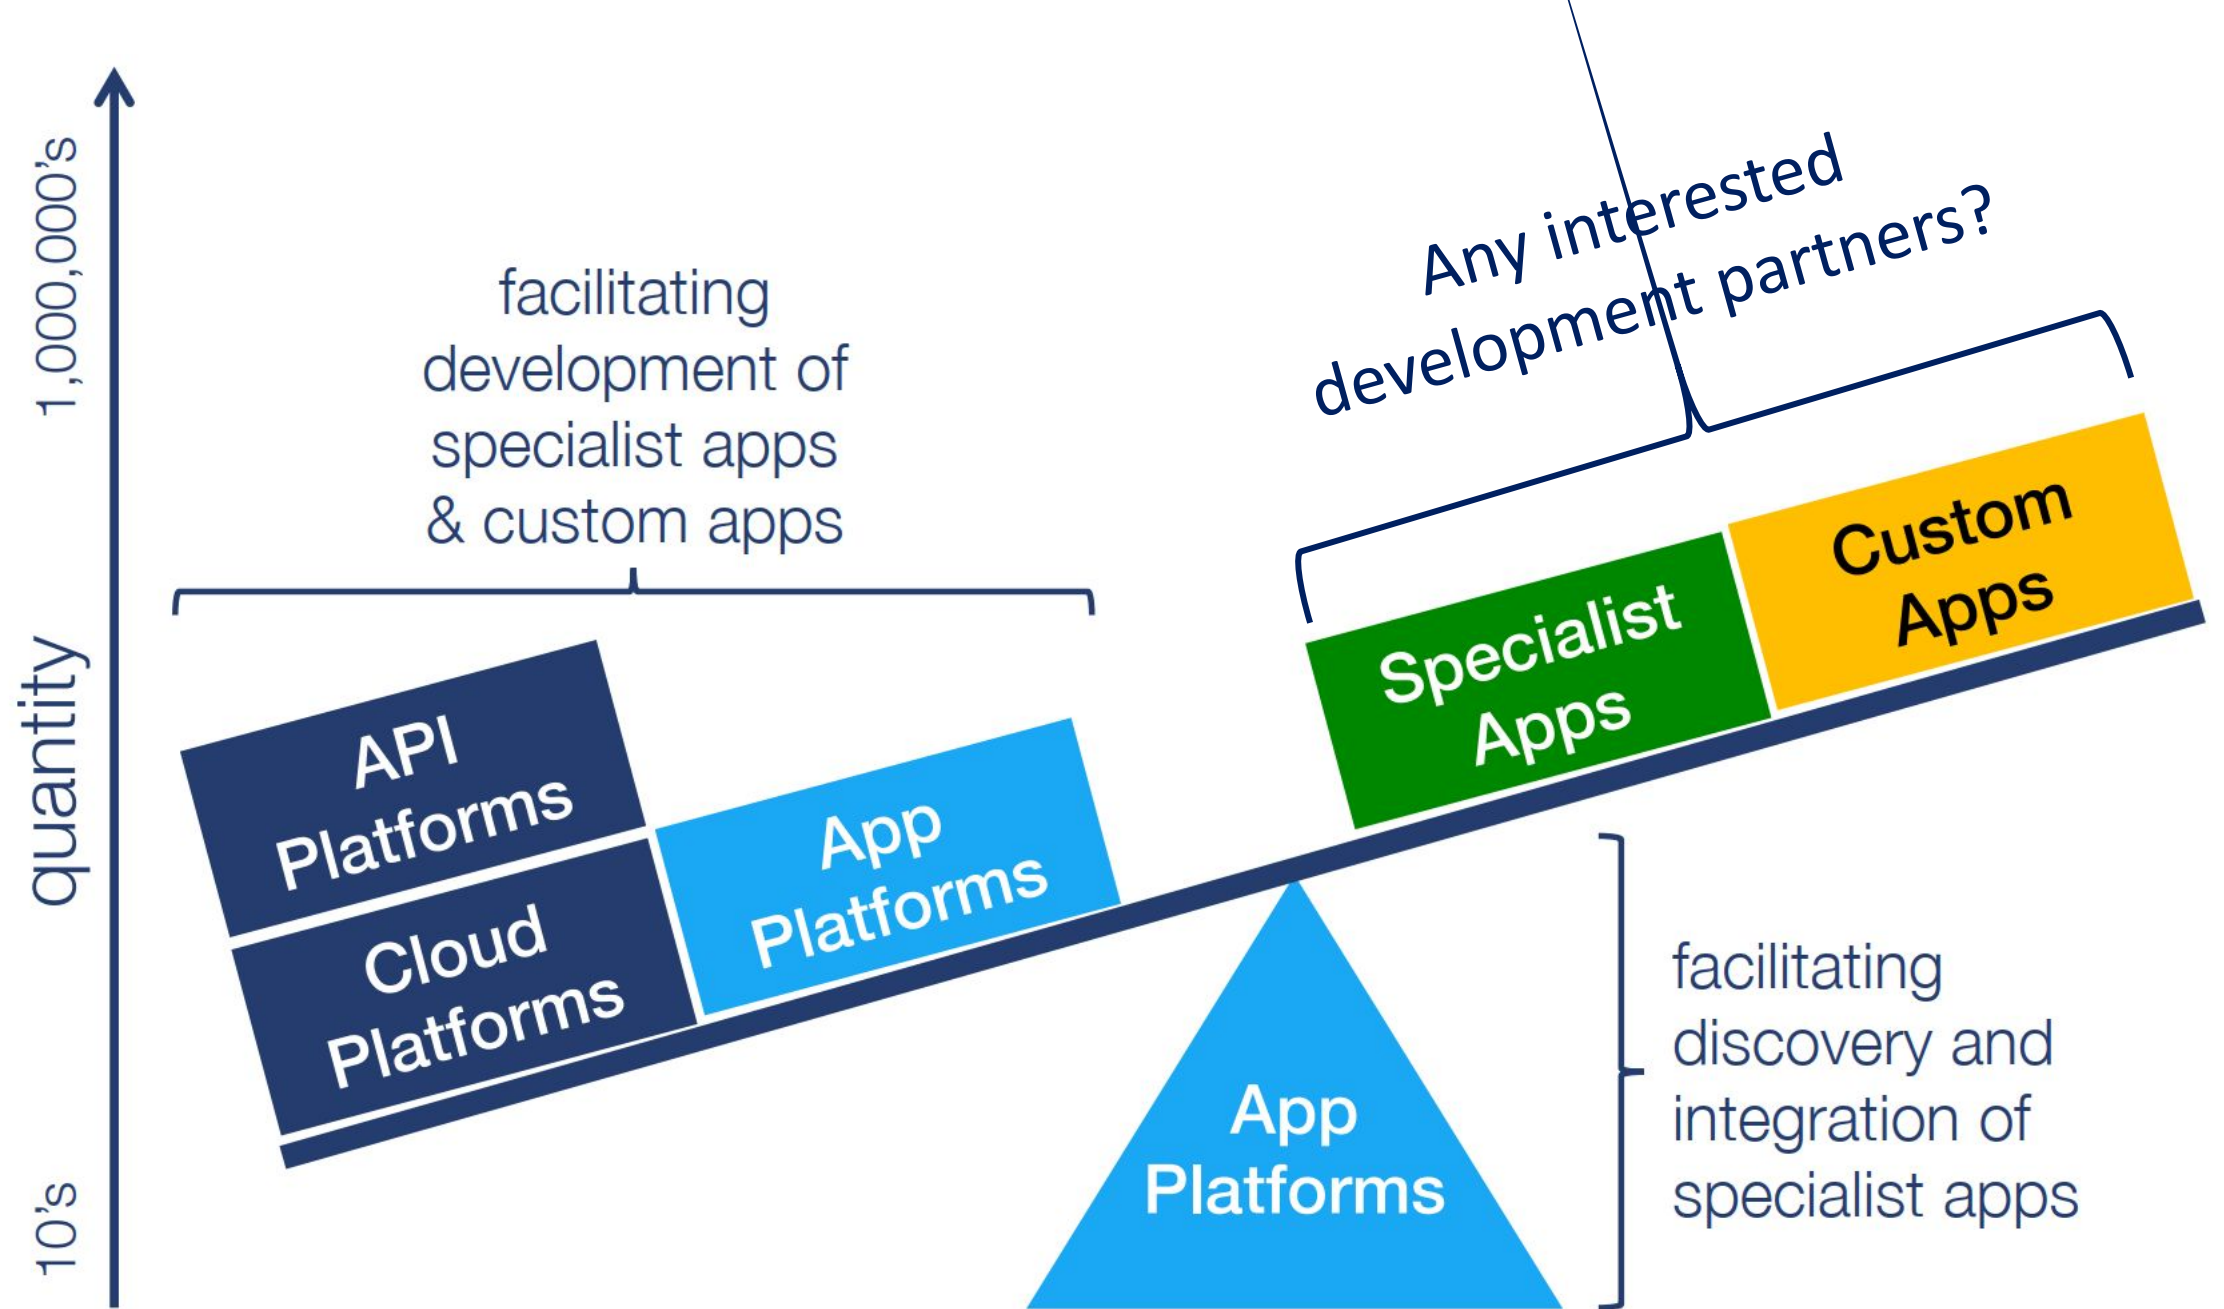 1,000,000's
quantity
10's
facilitating
development of
specialist apps
& custom apps
Any interested
development partners?
API
Platforms
Cloud
Platforms
App
Platforms
Specialist
Apps
Custom
Apps
App
Platforms
facilitating
discovery and
integration of
specialist apps